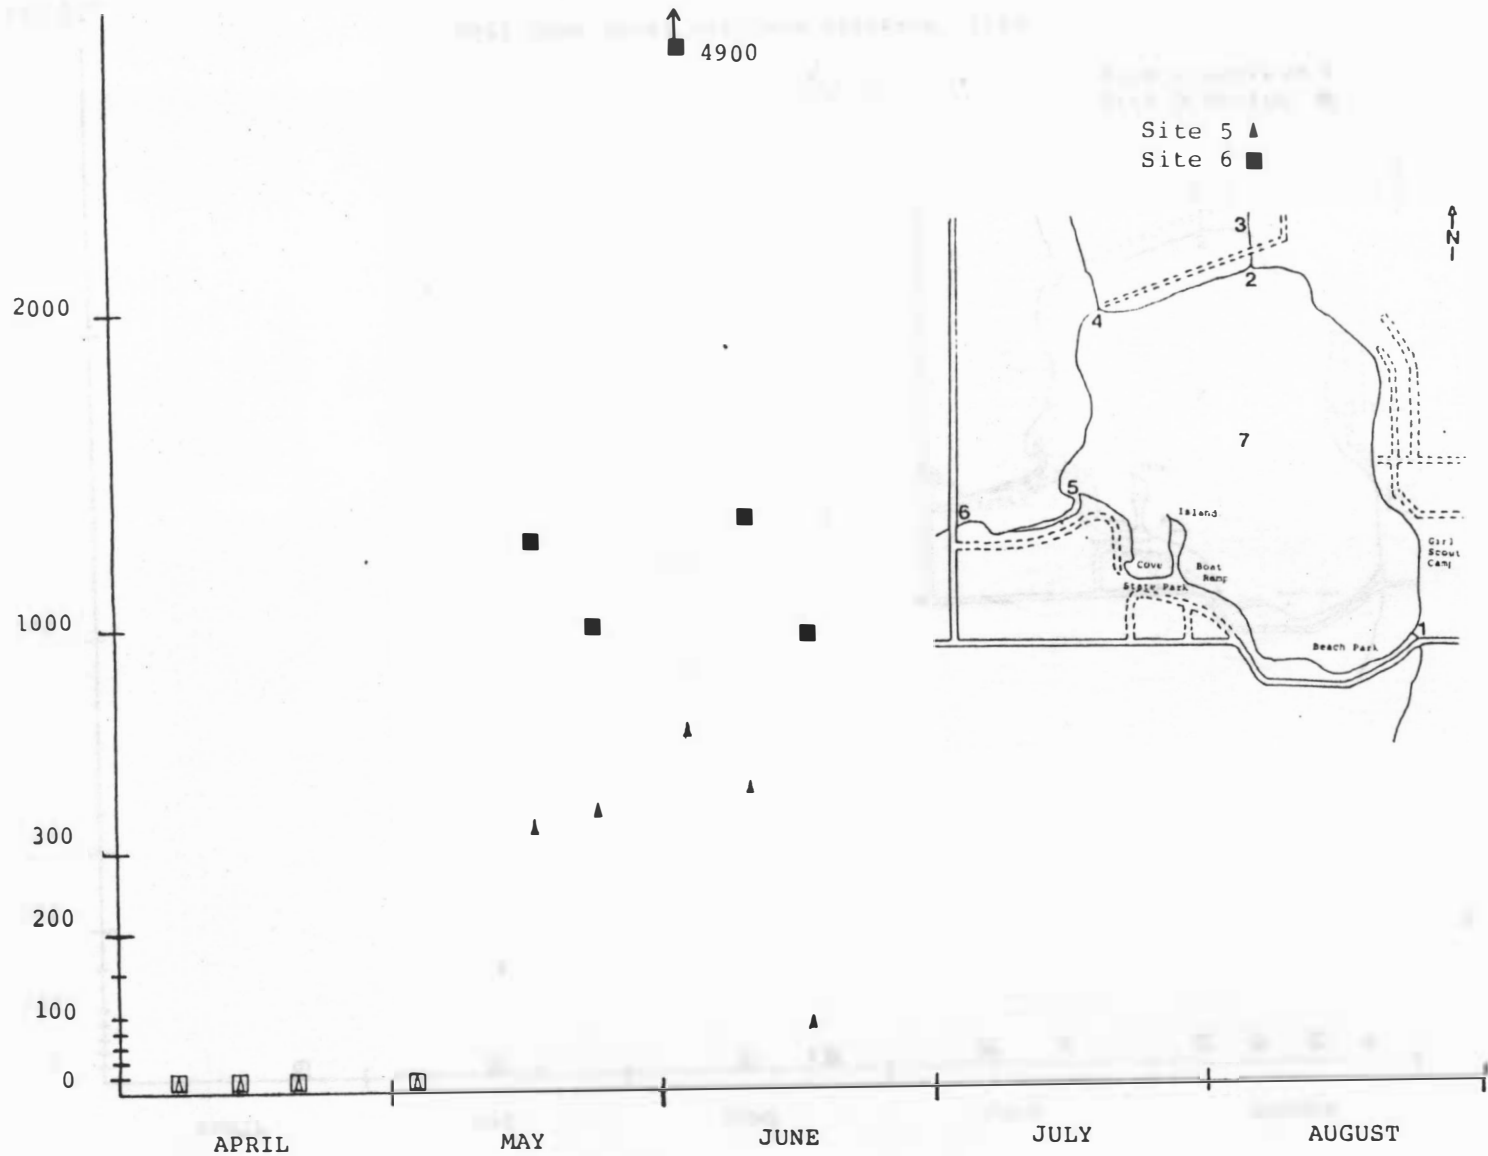 4900
Site 5
Site 6
N
3
2
4
7
5
6
Island
Cove
Boat
Ramp
State Park
Girl
Scout
Camp
Beach Park
1
2000
1000
300
200
100
0
APRIL
MAY
JUNE
JULY
AUGUST